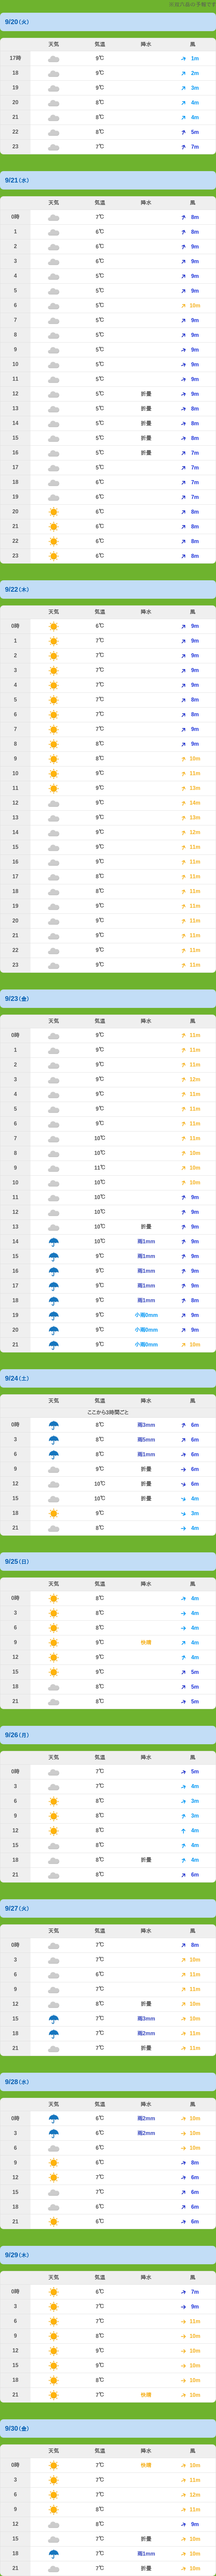 9/20(火)
天気 気温 降水 風
17時 9℃ 1m
18 9℃ 2m
19 9℃ 3m
20 8℃ 4m
21 8℃ 4m
22 8℃ 5m
23 7℃ 7m
9/21(水)
天気 気温 降水 風
0時 7℃ 8m
1 6℃ 8m
2 6℃ 9m
3 6℃ 9m
4 5℃ 9m
5 5℃ 9m
6 5℃ 10m
7 5℃ 9m
8 5℃ 9m
9 5℃ 9m
10 5℃ 9m
11 5℃ 9m
12 5℃ 折畳 9m
13 5℃ 折畳 8m
14 5℃ 折畳 8m
15 5℃ 折畳 8m
16 5℃ 折畳 7m
17 5℃ 7m
18 6℃ 7m
19 6℃ 7m
20 6℃ 8m
21 6℃ 8m
22 6℃ 8m
23 6℃ 8m
9/22(木)
天気 気温 降水 風
0時 6℃ 9m
1 7℃ 9m
2 7℃ 9m
3 7℃ 9m
4 7℃ 9m
5 7℃ 8m
6 7℃ 8m
7 7℃ 9m
8 8℃ 9m
9 8℃ 10m
10 9℃ 11m
11 9℃ 13m
12 9℃ 14m
13 9℃ 13m
14 9℃ 12m
15 9℃ 11m
16 9℃ 11m
17 8℃ 11m
18 8℃ 11m
19 9℃ 11m
20 9℃ 11m
21 9℃ 11m
22 9℃ 11m
23 9℃ 11m
9/23(金)
天気 気温 降水 風
0時 9℃ 11m
1 9℃ 11m
2 9℃ 11m
3 9℃ 12m
4 9℃ 11m
5 9℃ 11m
6 9℃ 11m
7 10℃ 11m
8 10℃ 10m
9 11℃ 10m
10 10℃ 10m
11 10℃ 9m
12 10℃ 9m
13 10℃ 折畳 9m
14 10℃ 雨1mm 9m
15 9℃ 雨1mm 9m
16 9℃ 雨1mm 9m
17 9℃ 雨1mm 9m
18 9℃ 雨1mm 8m
19 9℃ 小雨0mm 9m
20 9℃ 小雨0mm 9m
21 9℃ 小雨0mm 10m
9/24(土)
天気 気温 降水 風
ここから3時間ごと
0時 8℃ 雨3mm 6m
3 8℃ 雨5mm 6m
6 8℃ 雨1mm 6m
9 9℃ 折畳 6m
12 10℃ 折畳 6m
15 10℃ 折畳 4m
18 9℃ 3m
21 8℃ 4m
9/25(日)
天気 気温 降水 風
0時 8℃ 4m
3 8℃ 4m
6 8℃ 4m
9 9℃ 快晴 4m
12 9℃ 4m
15 9℃ 5m
18 8℃ 5m
21 8℃ 5m
9/26(月)
天気 気温 降水 風
0時 7℃ 5m
3 7℃ 4m
6 8℃ 3m
9 8℃ 3m
12 8℃ 4m
15 8℃ 4m
18 8℃ 折畳 4m
21 8℃ 6m
9/27(火)
天気 気温 降水 風
0時 7℃ 8m
3 7℃ 10m
6 8℃ 11m
9 7℃ 11m
12 8℃ 折畳 10m
15 7℃ 雨3mm 10m
18 7℃ 雨2mm 11m
21 7℃ 折畳 11m
9/28(水)
天気 気温 降水 風
0時 6℃ 雨2mm 10m
3 6℃ 雨2mm 10m
6 6℃ 10m
9 6℃ 8m
12 7℃ 6m
15 7℃ 6m
18 6℃ 6m
21 6℃ 6m
9/29(木)
天気 気温 降水 風
0時 6℃ 7m
3 7℃ 9m
6 7℃ 11m
9 8℃ 10m
12 9℃ 10m
15 9℃ 10m
18 8℃ 10m
21 7℃ 快晴 10m
9/30(金)
天気 気温 降水 風
0時 7℃ 快晴 10m
3 7℃ 11m
6 7℃ 12m
9 8℃ 11m
12 8℃ 9m
15 7℃ 折畳 10m
18 7℃ 雨1mm 10m
21 7℃ 折畳 10m